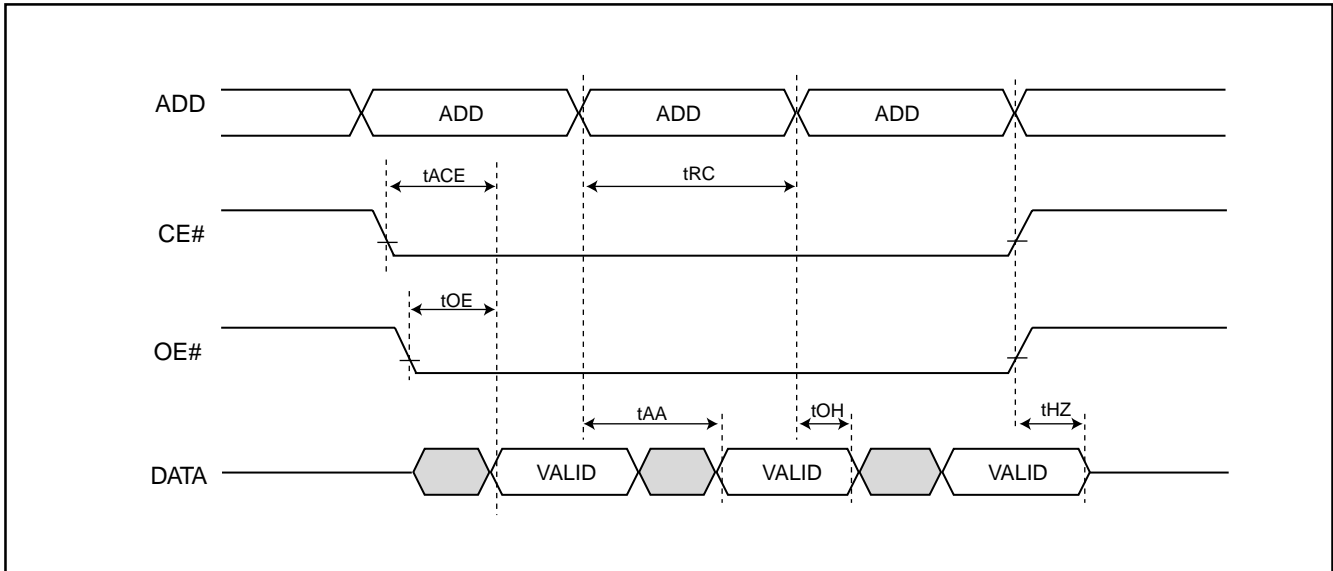 ADD
ADD
ADD
ADD
tACE
tRC
CE#
tOE
OE#
tAA
tOH
tHZ
DATA
VALID
VALID
VALID